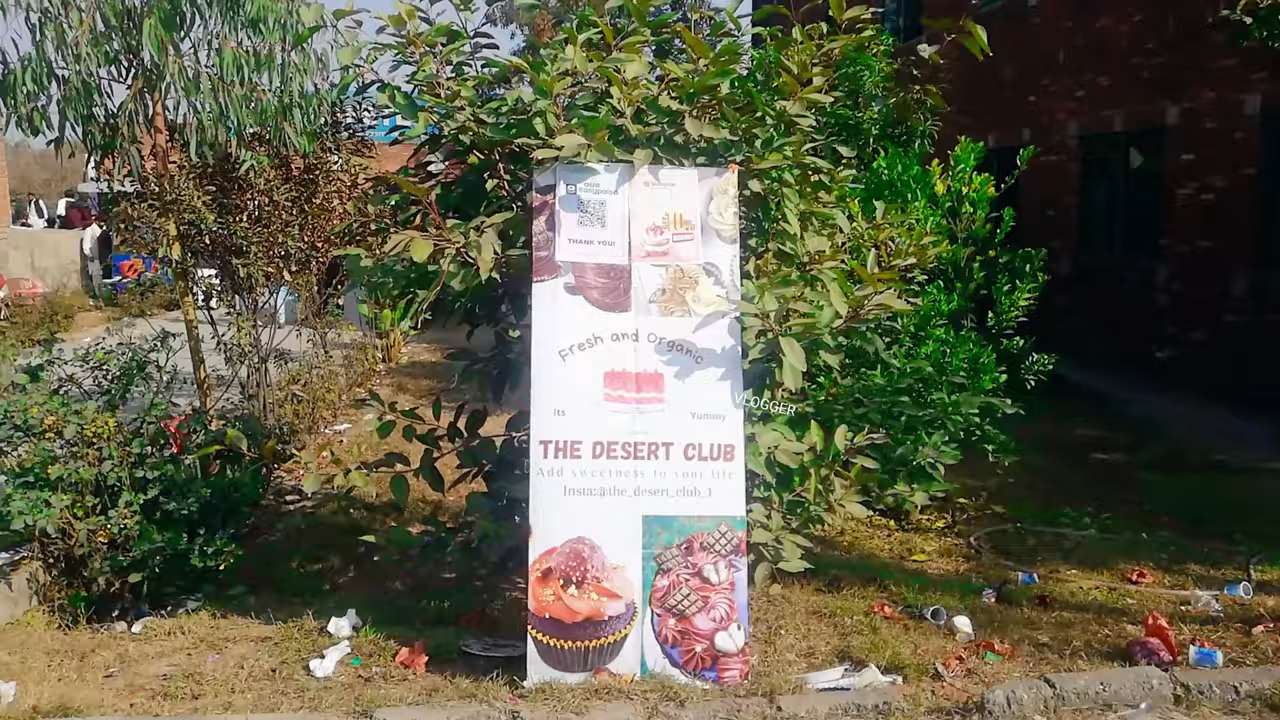 our
easypaisa
THANK YOU!
Fresh and Organic
Its
Yummy
VLOGGER
THE DESERT CLUB
Add sweetness to your life
Insta:@the_desert_club_1